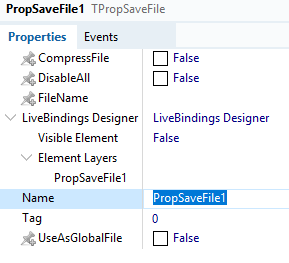 PropSaveFile1 TPropSaveFile
Properties Events
CompressFile False
DisableAll False
FileName
LiveBindings Designer LiveBindings Designer
Visible Element False
Element Layers
PropSaveFile1
Name PropSaveFile1
Tag 0
UseAsGlobalFile False